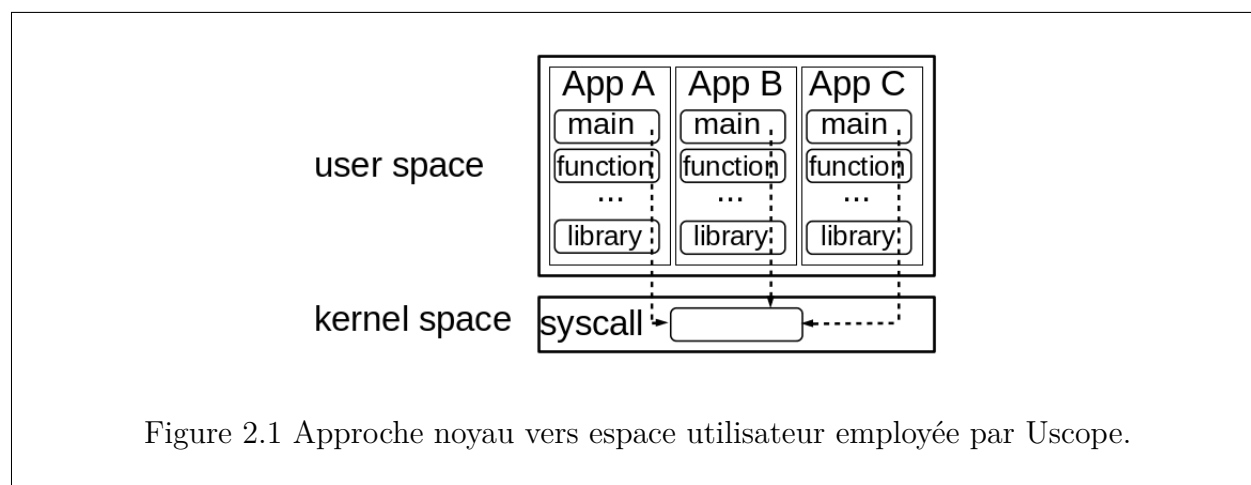 App A App B App C
main main main
user space function function function
... ... ...
library library library
kernel space syscall
Figure 2.1 Approche noyau vers espace utilisateur employée par Uscope.